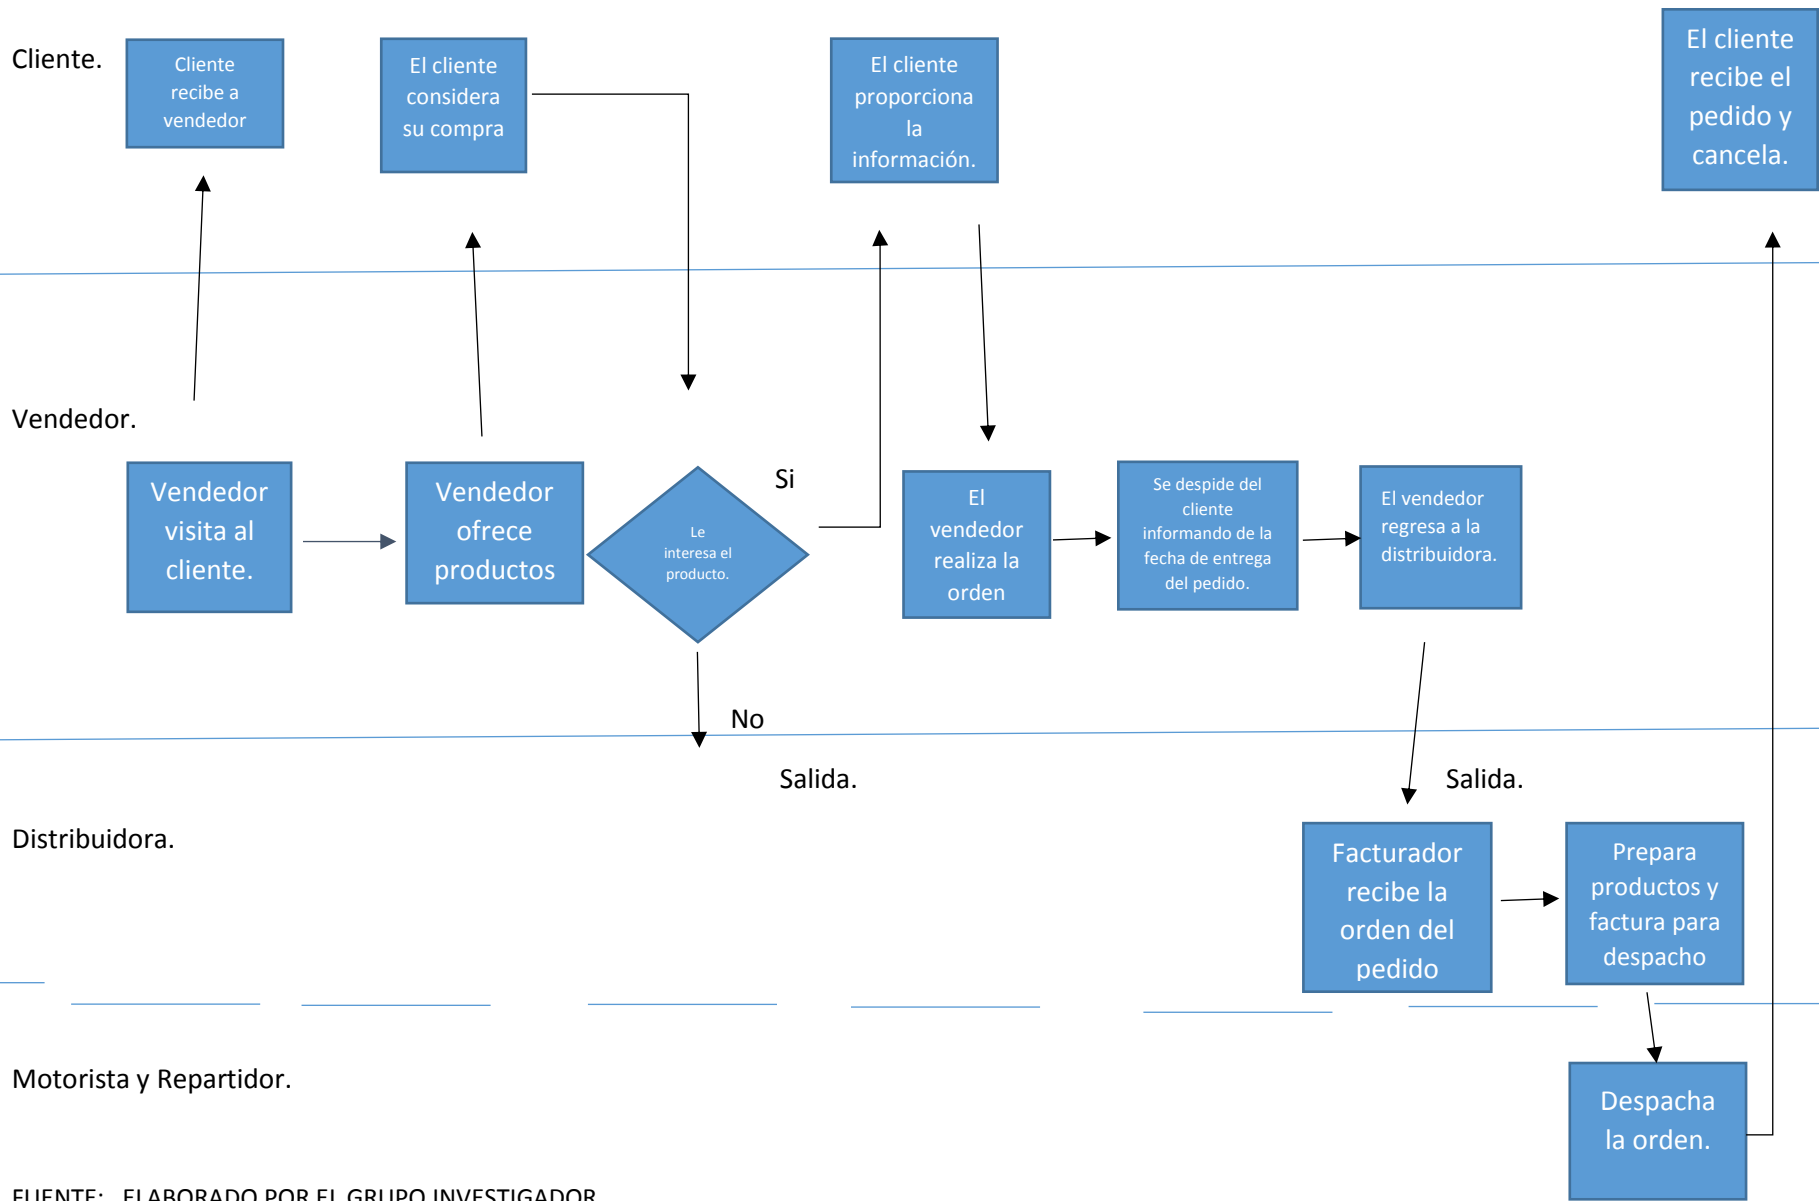 Cliente.
Cliente
recibe a
vendedor
El cliente
considera
su compra
El cliente
proporciona
la
información.
El cliente
recibe el
pedido y
cancela.
Vendedor.
Vendedor
visita al
cliente.
Vendedor
ofrece
productos
Le
interesa el
producto.
Si
No
El
vendedor
realiza la
orden
Se despide del
cliente
informando de la
fecha de entrega
del pedido.
El vendedor
regresa a la
distribuidora.
Salida.
Salida.
Distribuidora.
Facturador
recibe la
orden del
pedido
Prepara
productos y
factura para
despacho
Motorista y Repartidor.
Despacha
la orden.
FUENTE: ELABORADO POR EL GRUPO INVESTIGADOR